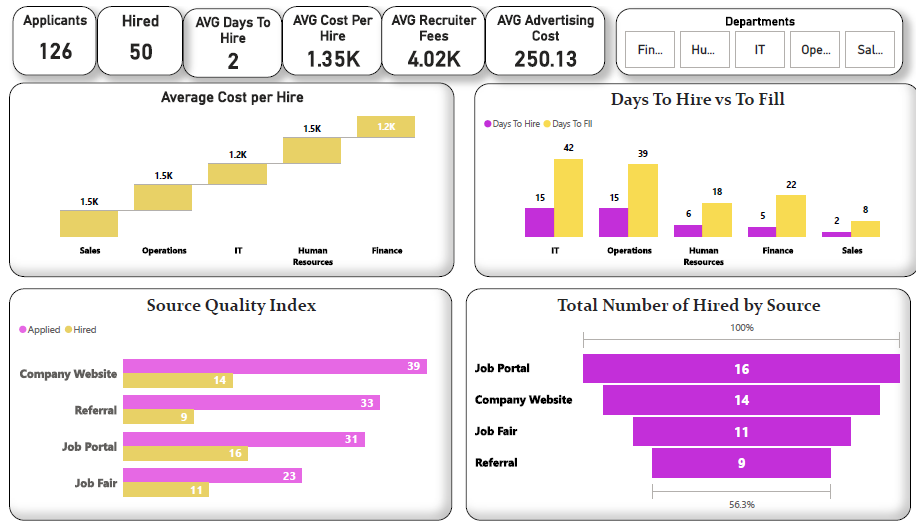 Applicants
126
Hired
50
AVG Days To
Hire
2
AVG Cost Per
Hire
1.35K
AVG Recruiter
Fees
4.02K
AVG Advertising
Cost
250.13
Departments
Fin...
Hu...
IT
Ope...
Sal...
Average Cost per Hire
1.5K
1.5K
1.2K
1.5K
1.2K
Sales
Operations
IT
Human
Resources
Finance
Days To Hire vs To Fill
Days To Hire
Days To Fll
15
42
15
39
6
18
5
22
2
8
IT
Operations
Human
Resources
Finance
Sales
Source Quality Index
Applied
Hired
Company Website
39
14
Referral
33
9
Job Portal
31
16
Job Fair
23
11
Total Number of Hired by Source
100%
Job Portal
16
Company Website
14
Job Fair
11
Referral
9
56.3%